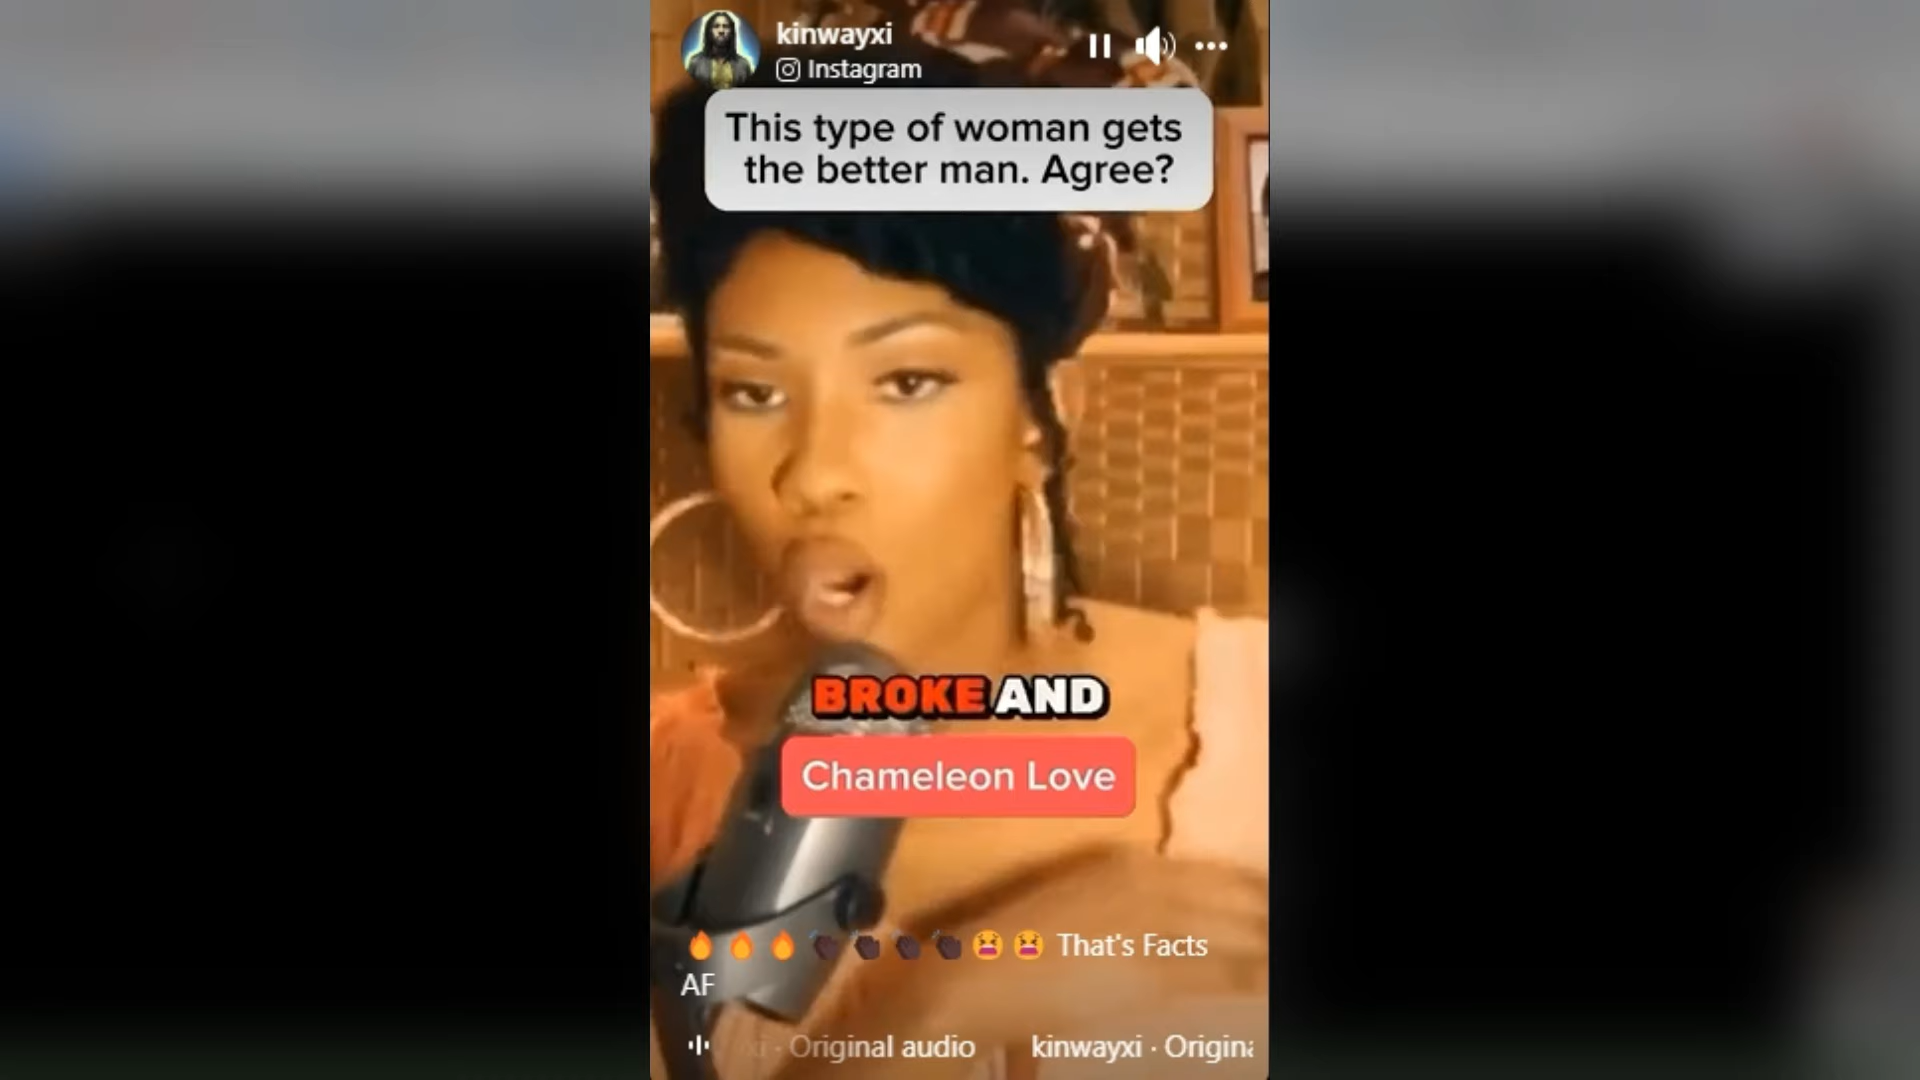 kinwayxi
Instagram
This type of woman gets
the better man. Agree?
BROKE AND
Chameleon Love
🔥 🔥 🔥 👏🏿 👏🏿 👏🏿 👏🏿 😫 😫 That's Facts
AF
xi · Original audio kinwayxi · Origina